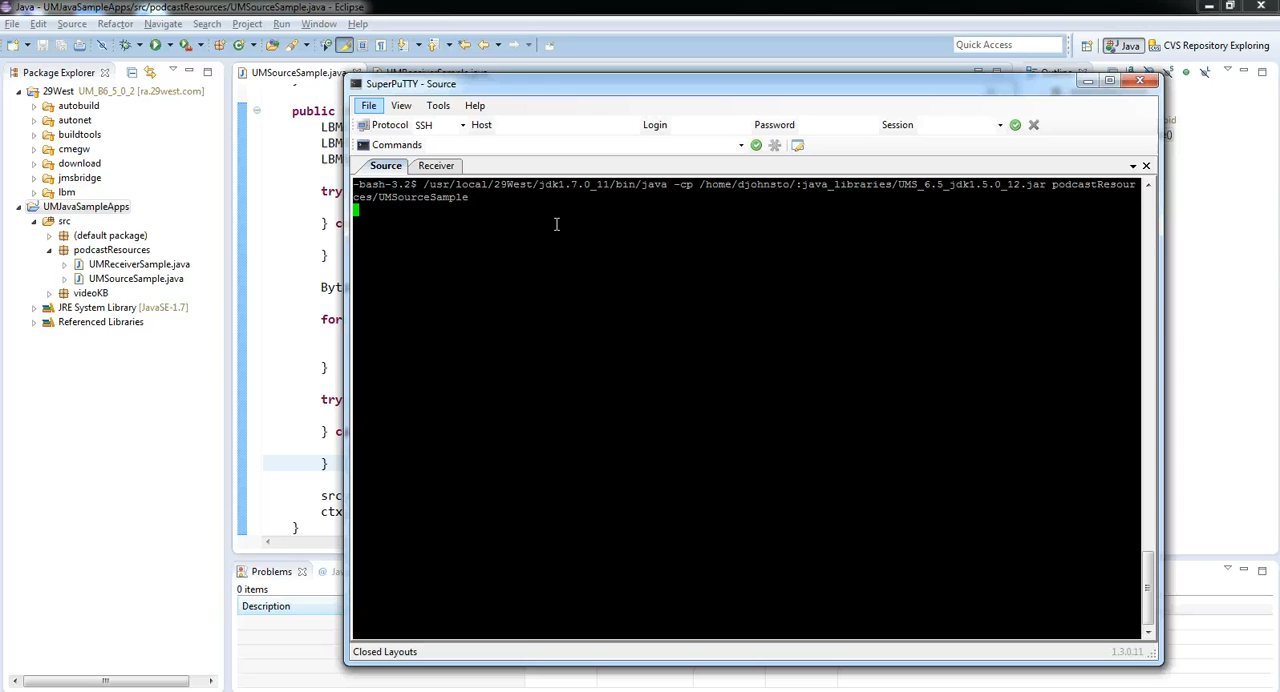 Java - UMJavaSampleApps/src/podcastResources/UMSourceSample.java - Eclipse
File Edit Source Refactor Navigate Search Project Run Window Help
Quick Access
Java
CVS Repository Exploring
Package Explorer
29West UM_B6_5_0_2 [ra.29west.com]
autobuild
autonet
buildtools
cmegw
download
jmsbridge
lbm
UMJavaSampleApps
src
(default package)
podcastResources
UMReceiverSample.java
UMSourceSample.java
videoKB
JRE System Library [JavaSE-1.7]
Referenced Libraries
UMSourceSample.java
public
LBM
LBM
LBM
try
} c
}
Byt
for
}
try
} c
}
src
ctx
}
Problems
0 items
Description
SuperPuTTY - Source
File View Tools Help
Protocol SSH Host Login Password Session
Commands
Source Receiver
-bash-3.2$ /usr/local/29West/jdk1.7.0_11/bin/java -cp /home/djohnsto/:java_libraries/UMS_6.5_jdk1.5.0_12.jar podcastResour
ces/UMSourceSample
Closed Layouts
1.3.0.11